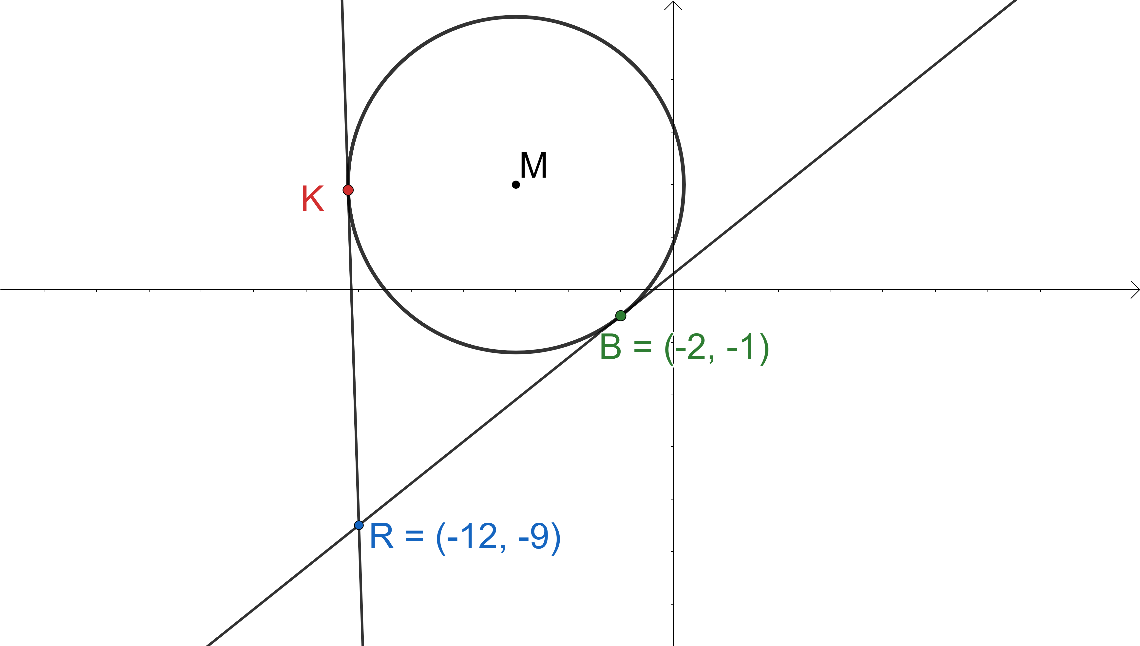 M
K
B = (-2, -1)
R = (-12, -9)